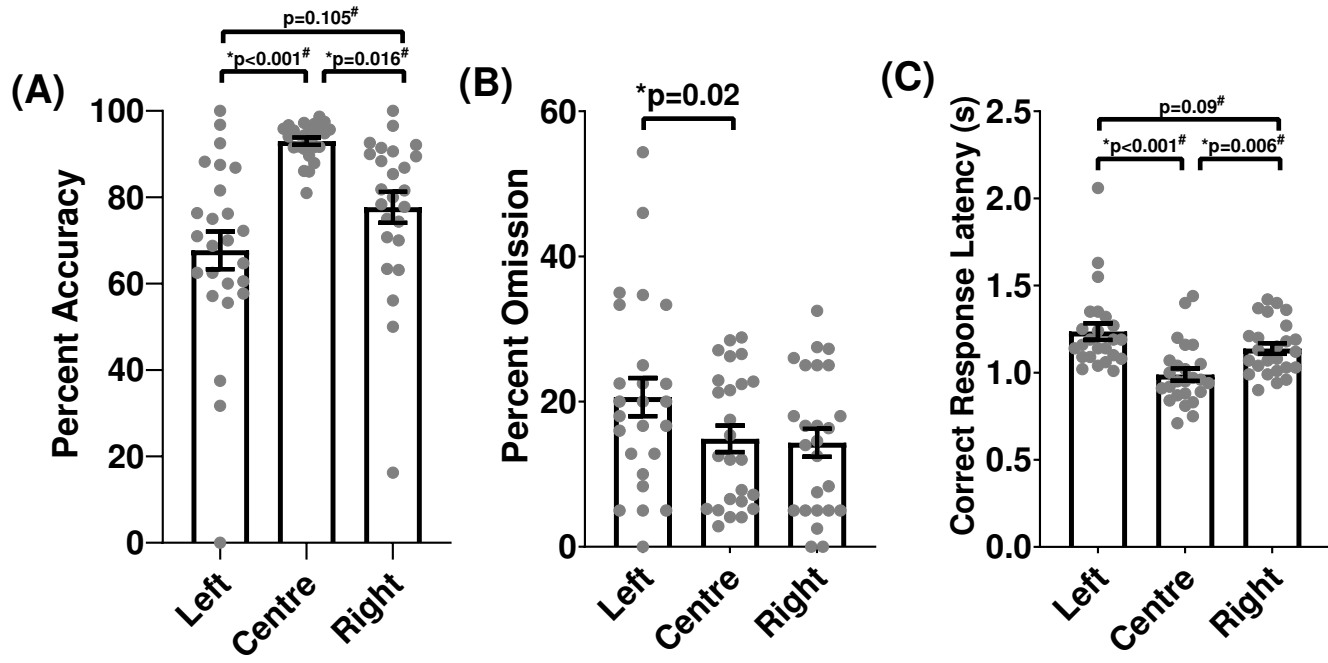 (A)
p=0.105#
*p<0.001#
*p=0.016#
Percent Accuracy
100
80
60
40
20
0
Left
Centre
Right
(B)
*p=0.02
Percent Omission
60
40
20
0
Left
Centre
Right
(C)
p=0.09#
*p<0.001#
*p=0.006#
Correct Response Latency (s)
2.5
2.0
1.5
1.0
0.5
0.0
Left
Centre
Right